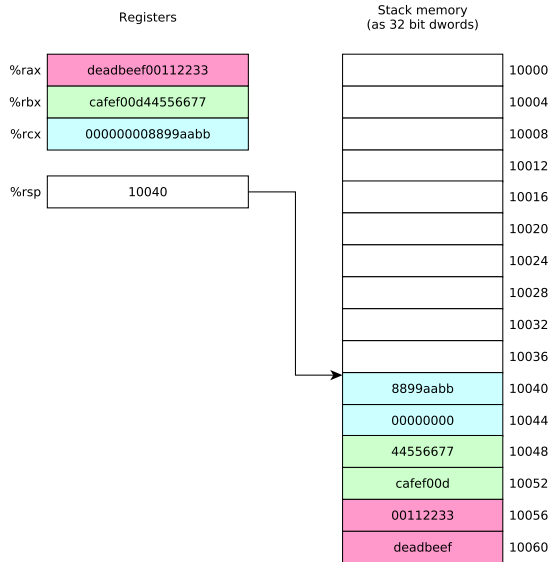 Registers
Stack memory
(as 32 bit dwords)
%rax deadbeef00112233
%rbx cafef00d44556677
%rcx 000000008899aabb
%rsp 10040
10000
10004
10008
10012
10016
10020
10024
10028
10032
10036
8899aabb 10040
00000000 10044
44556677 10048
cafef00d 10052
00112233 10056
deadbeef 10060